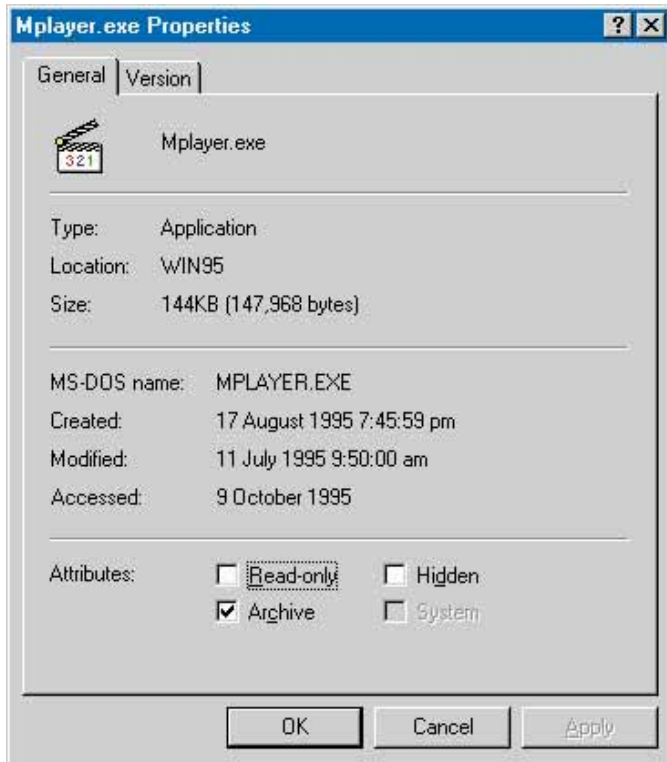 Mplayer.exe Properties
General Version
321
Mplayer.exe
Type: Application
Location: WIN95
Size: 144KB (147,968 bytes)
MS-DOS name: MPLAYER.EXE
Created: 17 August 1995 7:45:59 pm
Modified: 11 July 1995 9:50:00 am
Accessed: 9 October 1995
Attributes: Read-only Hidden
Archive System
OK Cancel Apply